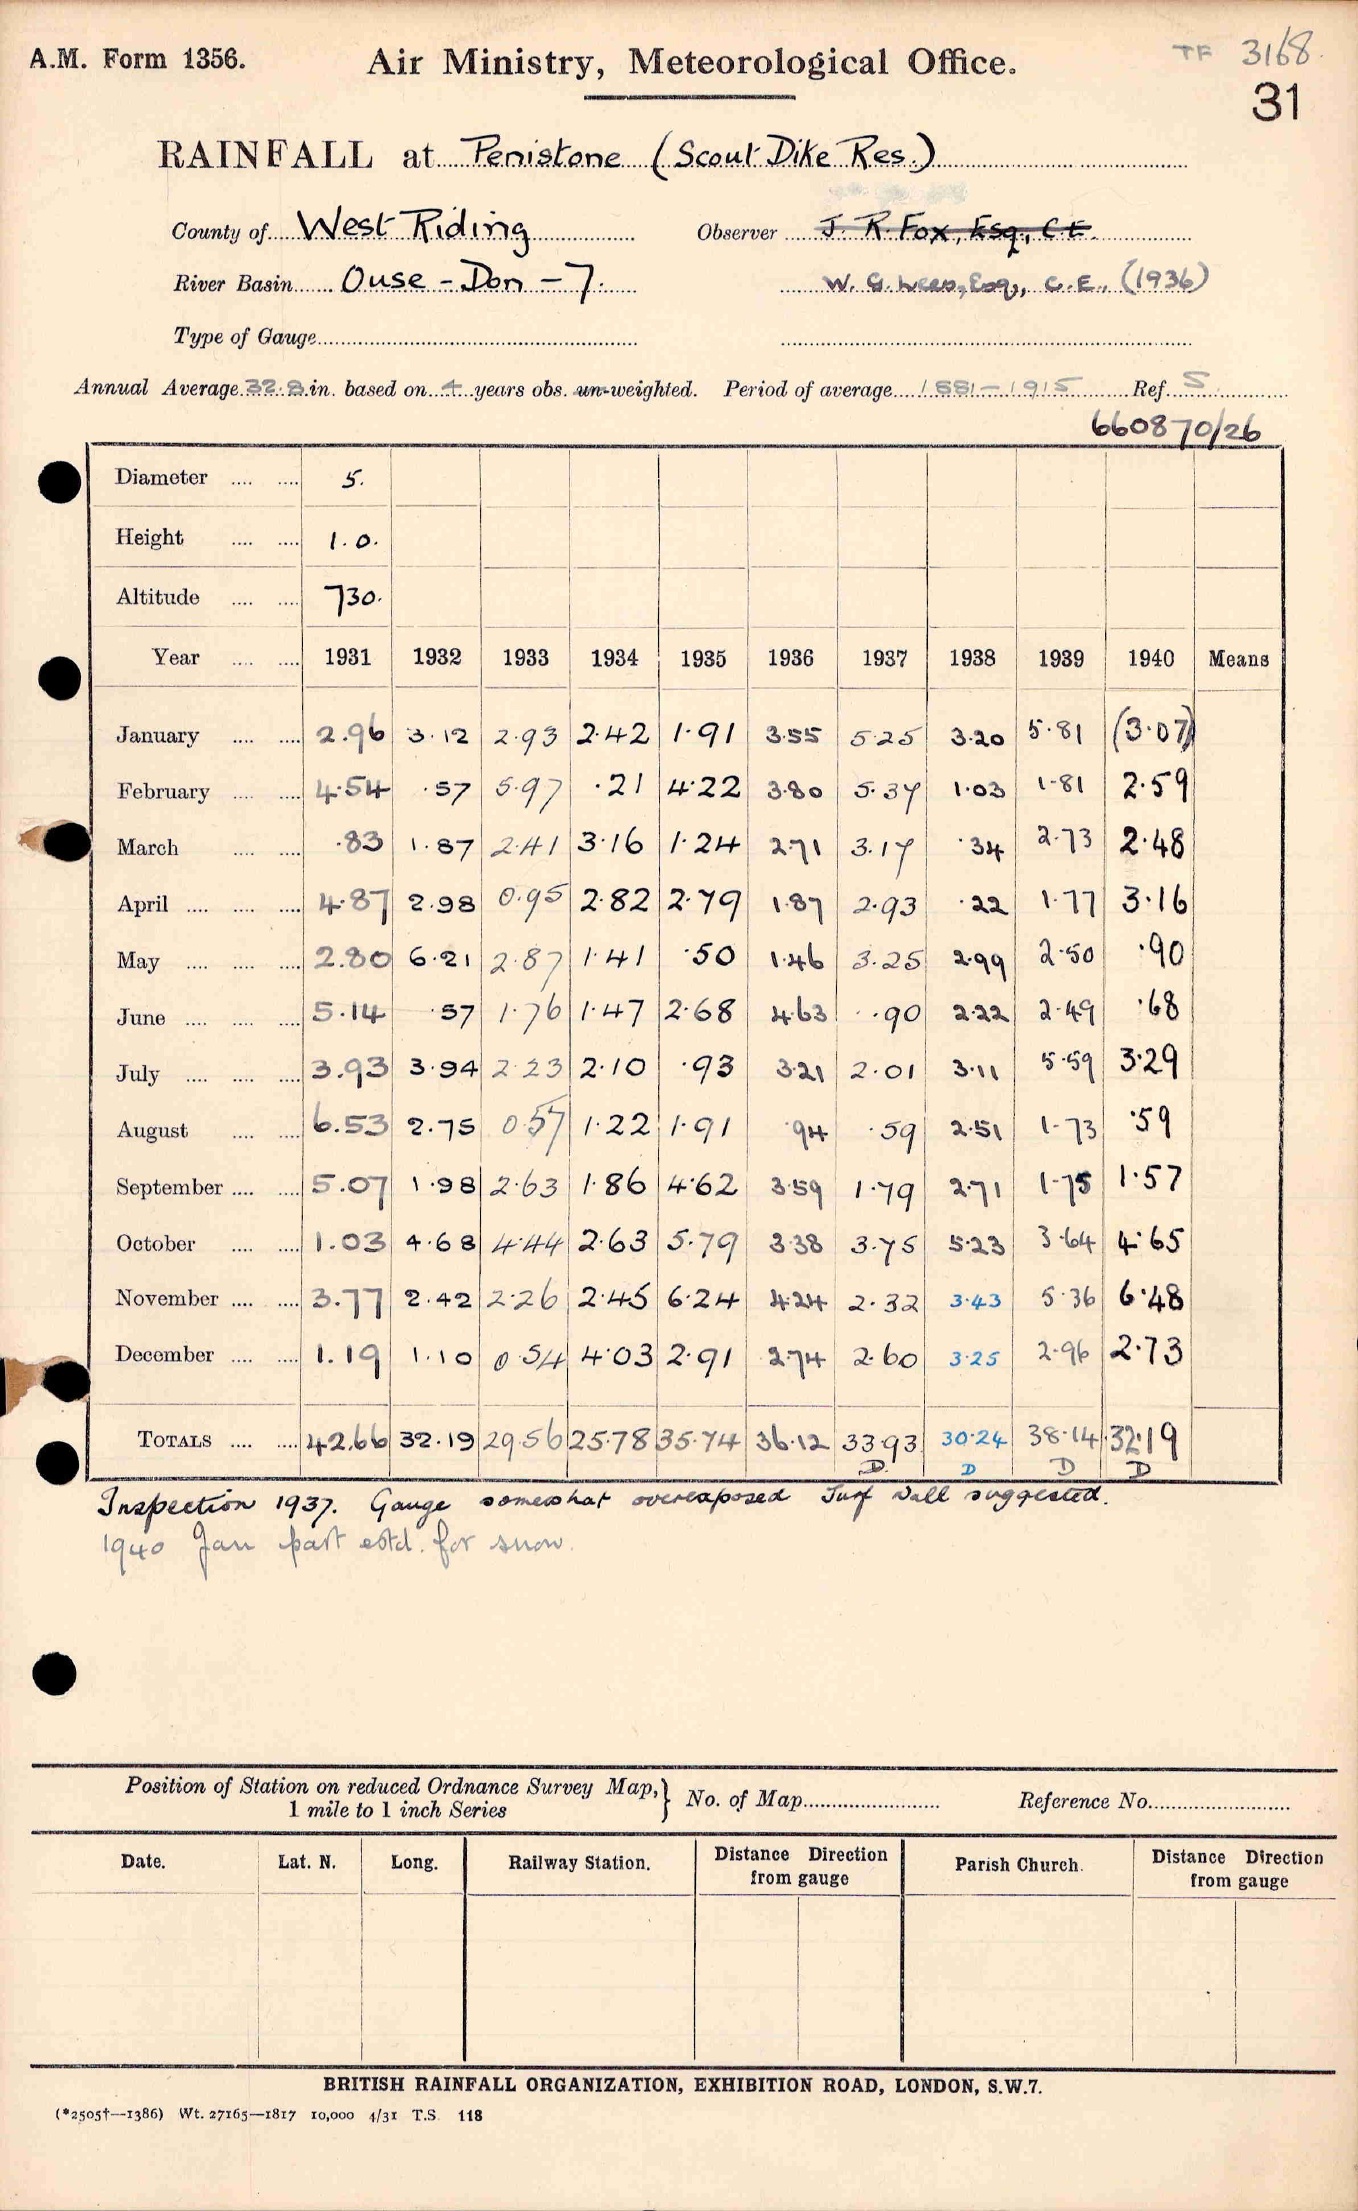 A.M. Form 1356.
Air Ministry, Meteorological Office.
TF 3168.
31
RAINFALL at Penistone (Scout Dike Res.)
County of West Riding Observer J. R. Fox, Esq., C.E.
River Basin Ouse - Don - 7. W. G. Lees, Esq., C.E., (1936)
Type of Gauge
Annual Average 32.8 in. based on 4 years obs. un-weighted. Period of average 1881-1915 Ref. S
660870/26
Diameter 5.
Height 1.0.
Altitude 730.
Year 1931 1932 1933 1934 1935 1936 1937 1938 1939 1940 Means
January 2.96 3.12 2.93 2.42 1.91 3.55 5.25 3.20 5.81 (3.07)
February 4.54 .57 5.97 .21 4.22 3.80 5.37 1.03 1.81 2.59
March .83 1.87 2.41 3.16 1.24 2.71 3.17 .34 2.73 2.48
April 4.87 2.98 0.95 2.82 2.79 1.87 2.93 .22 1.77 3.16
May 2.80 6.21 2.87 1.41 .50 1.46 3.25 2.99 2.50 .90
June 5.14 .57 1.76 1.47 2.68 4.63 .90 2.22 2.49 .68
July 3.93 3.94 2.23 2.10 .93 3.21 2.01 3.11 5.59 3.29
August 6.53 2.75 0.57 1.22 1.91 .94 .59 2.51 1.73 .59
September 5.07 1.98 2.63 1.86 4.62 3.59 1.79 2.71 1.75 1.57
October 1.03 4.68 4.44 2.63 5.79 3.38 3.75 5.23 3.64 4.65
November 3.77 2.42 2.26 2.45 6.24 4.24 2.32 3.43 5.36 6.48
December 1.19 1.10 0.54 4.03 2.91 2.74 2.60 3.25 2.96 2.73
TOTALS 42.66 32.19 29.56 25.78 35.74 36.12 33.93 30.24 38.14 32.19
D. D D D
Inspection 1937. Gauge somewhat overexposed Turf Wall suggested.
1940 Jan part estd. for snow.
Position of Station on reduced Ordnance Survey Map, } No. of Map Reference No.
1 mile to 1 inch Series
Date. Lat. N. Long. Railway Station. Distance Direction from gauge Parish Church. Distance Direction from gauge
BRITISH RAINFALL ORGANIZATION, EXHIBITION ROAD, LONDON, S.W.7.
(*2505†—1386) Wt. 27165—1817 10,000 4/31 T.S. 118